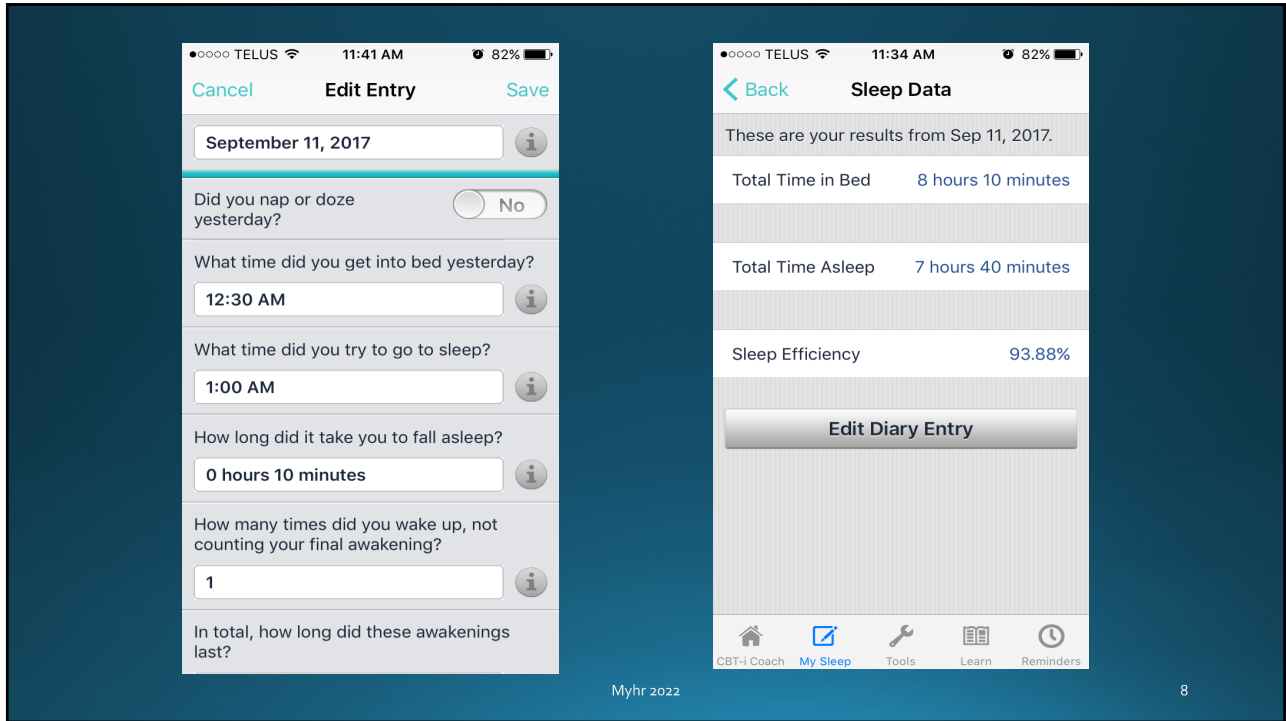 TELUS 11:41 AM 82%
Cancel Edit Entry Save
September 11, 2017
i
Did you nap or doze
yesterday?
No
What time did you get into bed yesterday?
12:30 AM
i
What time did you try to go to sleep?
1:00 AM
i
How long did it take you to fall asleep?
0 hours 10 minutes
i
How many times did you wake up, not
counting your final awakening?
1
i
In total, how long did these awakenings
last?
TELUS 11:34 AM 82%
Back Sleep Data
These are your results from Sep 11, 2017.
Total Time in Bed 8 hours 10 minutes
Total Time Asleep 7 hours 40 minutes
Sleep Efficiency 93.88%
Edit Diary Entry
CBT-i Coach My Sleep Tools Learn Reminders
Myhr 2022 8